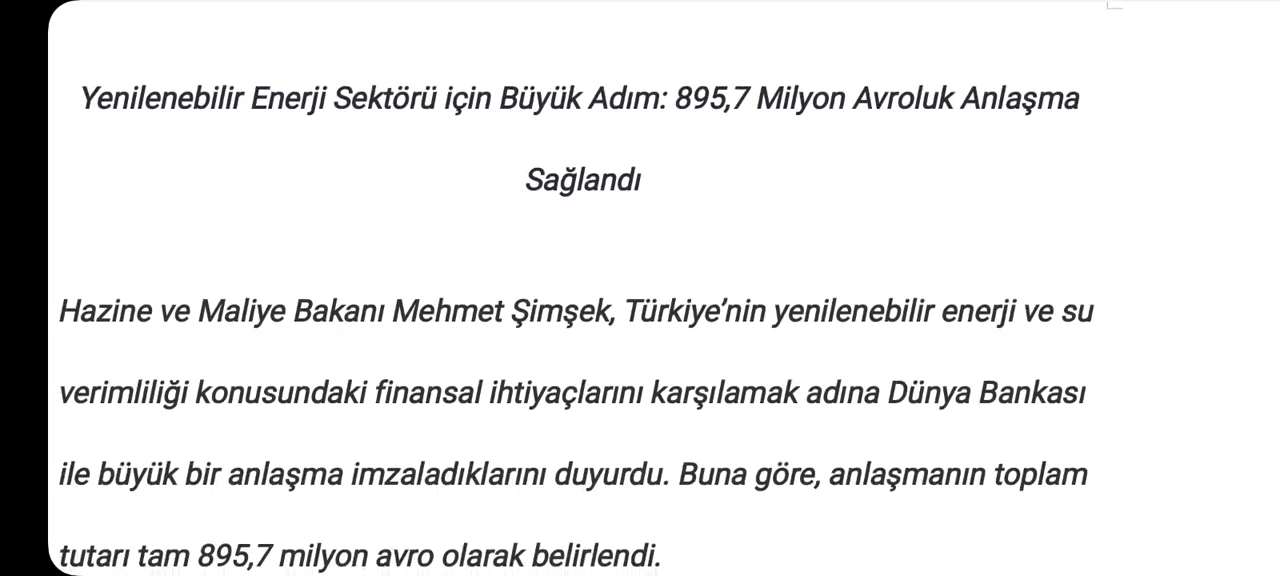 Yenilenebilir Enerji Sektörü için Büyük Adım: 895,7 Milyon Avroluk Anlaşma
Sağlandı
Hazine ve Maliye Bakanı Mehmet Şimşek, Türkiye’nin yenilenebilir enerji ve su
verimliliği konusundaki finansal ihtiyaçlarını karşılamak adına Dünya Bankası
ile büyük bir anlaşma imzaladıklarını duyurdu. Buna göre, anlaşmanın toplam
tutarı tam 895,7 milyon avro olarak belirlendi.